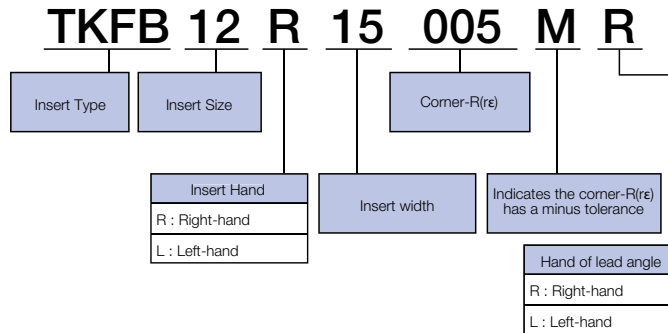 TKFB 12 R 15 005 M R
Insert Type
Insert Size
Corner-R(rε)
Insert Hand
R : Right-hand
L : Left-hand
Insert width
Indicates the corner-R(rε)
has a minus tolerance
Hand of lead angle
R : Right-hand
L : Left-hand